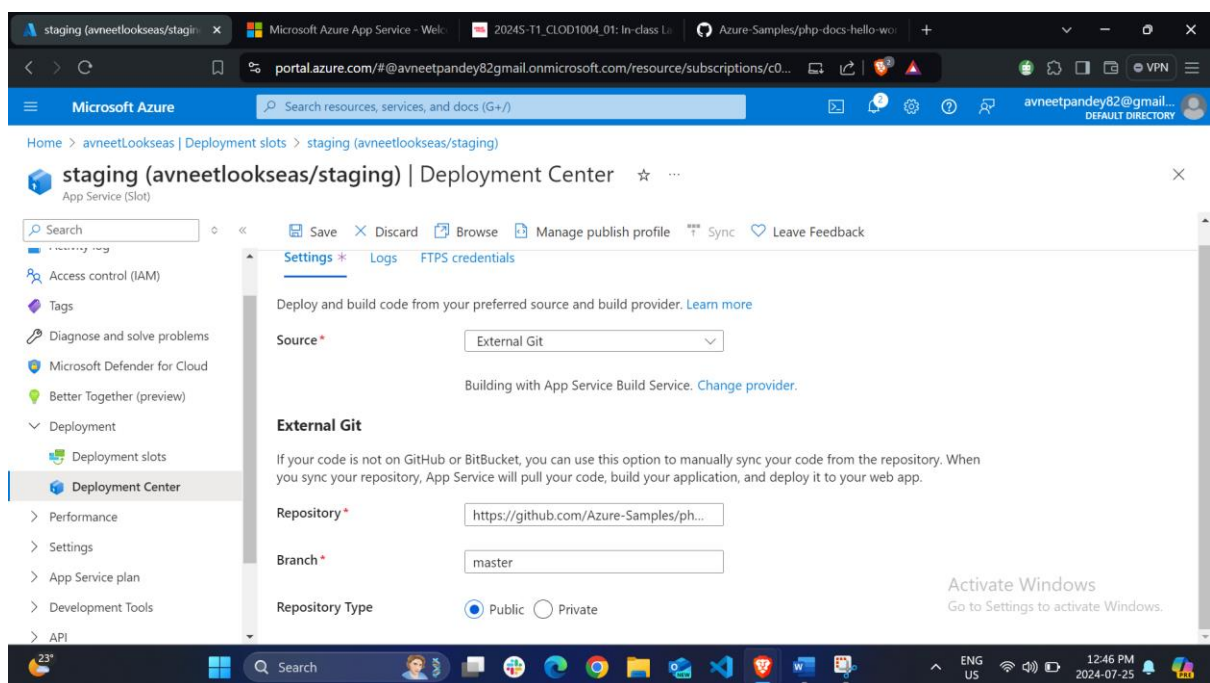 staging (avneetlookseas/stagin
Microsoft Azure App Service - Welc
2024S-T1_CLOD1004_01: In-class La
Azure-Samples/php-docs-hello-wor
portal.azure.com/#@avneetpandey82gmail.onmicrosoft.com/resource/subscriptions/c0...
VPN
Microsoft Azure
Search resources, services, and docs (G+/)
2
avneetpandey82@gmail...
DEFAULT DIRECTORY
Home > avneetLookseas | Deployment slots > staging (avneetlookseas/staging)
staging (avneetlookseas/staging) | Deployment Center
App Service (Slot)
Search
Save
Discard
Browse
Manage publish profile
Sync
Leave Feedback
Activity log
Access control (IAM)
Tags
Diagnose and solve problems
Microsoft Defender for Cloud
Better Together (preview)
Deployment
Deployment slots
Deployment Center
Performance
Settings
App Service plan
Development Tools
API
Settings *
Logs
FTPS credentials
Deploy and build code from your preferred source and build provider. Learn more
Source *
External Git
Building with App Service Build Service. Change provider.
External Git
If your code is not on GitHub or BitBucket, you can use this option to manually sync your code from the repository. When
you sync your repository, App Service will pull your code, build your application, and deploy it to your web app.
Repository *
https://github.com/Azure-Samples/ph...
Branch *
master
Repository Type
Public
Private
Activate Windows
Go to Settings to activate Windows.
23°
Search
ENG
US
12:46 PM
2024-07-25
PRE